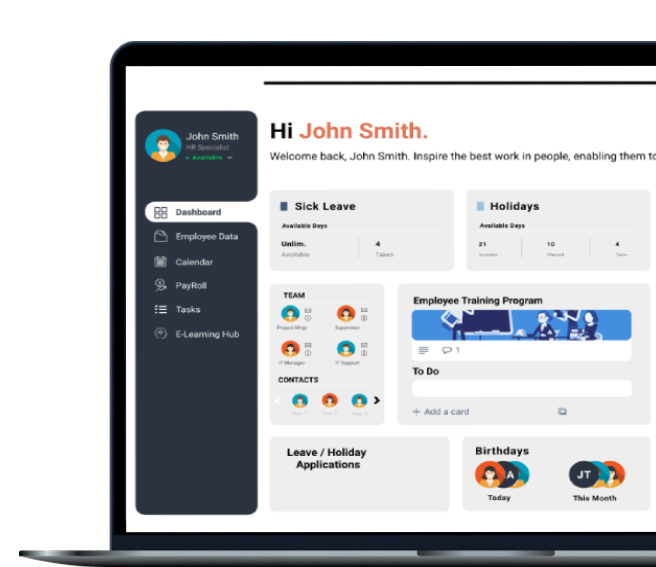 John Smith
HR Specialist
Available
Dashboard
Employee Data
Calendar
PayRoll
Tasks
E-Learning Hub
Hi John Smith.
Welcome back, John Smith. Inspire the best work in people, enabling them to
Sick Leave
Available Days
Unlim.
4
Available
Taken
Holidays
Available Days
21
10
4
Available
Planned
Taken
TEAM
Project Mngr.
Supervisor
IT Manager
IT Support
CONTACTS
Employee Training Program
1
To Do
+ Add a card
Leave / Holiday
Applications
Birthdays
A
JT
Today
This Month